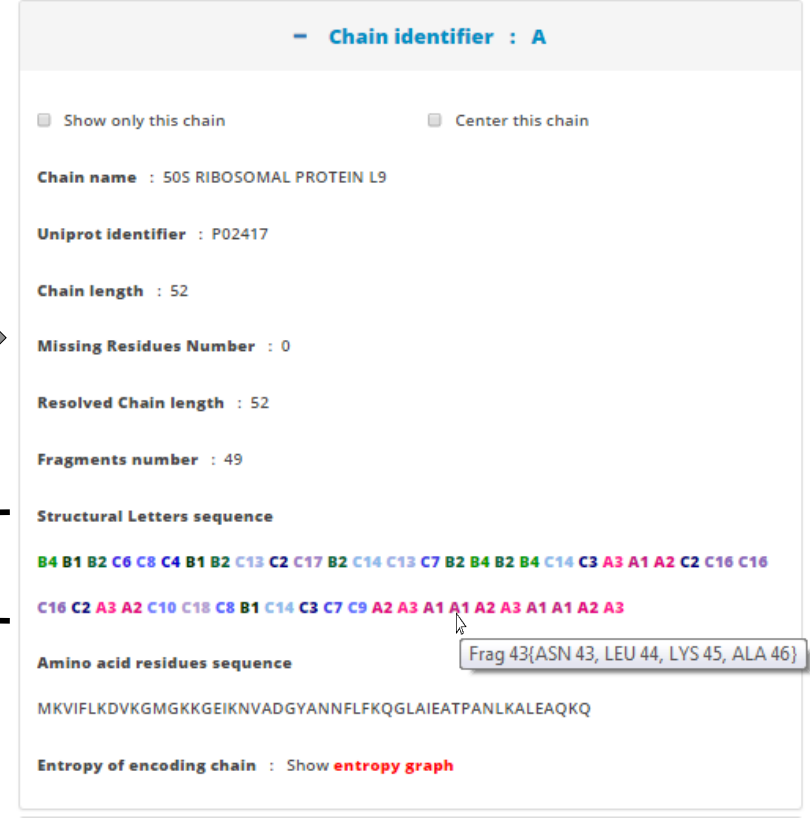 − Chain identifier : A
Show only this chain Center this chain
Chain name : 50S RIBOSOMAL PROTEIN L9
Uniprot identifier : P02417
Chain length : 52
Missing Residues Number : 0
Resolved Chain length : 52
Fragments number : 49
Structural Letters sequence
B4 B1 B2 C6 C8 C4 B1 B2 C13 C2 C17 B2 C14 C13 C7 B2 B4 B2 B4 C14 C3 A3 A1 A2 C2 C16 C16
C16 C2 A3 A2 C10 C18 C8 B1 C14 C3 C7 C9 A2 A3 A1 A1 A2 A3 A1 A1 A2 A3
Frag 43{ASN 43, LEU 44, LYS 45, ALA 46}
Amino acid residues sequence
MKVIFLKDVKGMGKKGEIKNVADGYANNFLFKQGLAIEATPANLKALEAQKQ
Entropy of encoding chain : Show entropy graph